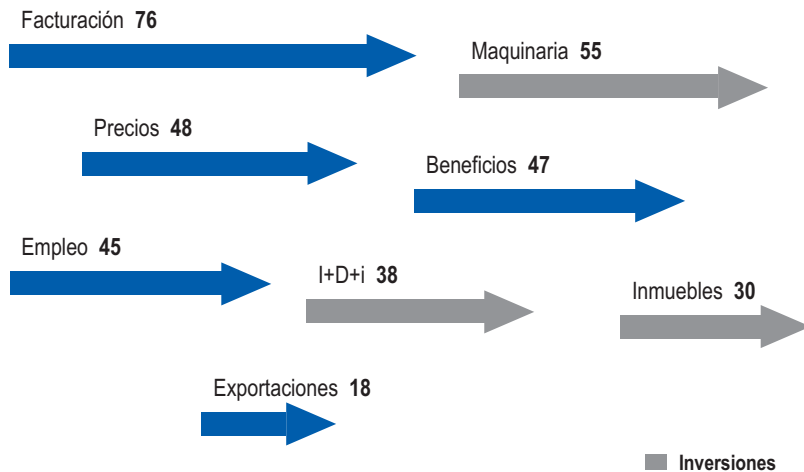 Facturación 76
Maquinaria 55
Precios 48
Beneficios 47
Empleo 45
I+D+i 38
Inmuebles 30
Exportaciones 18
Inversiones